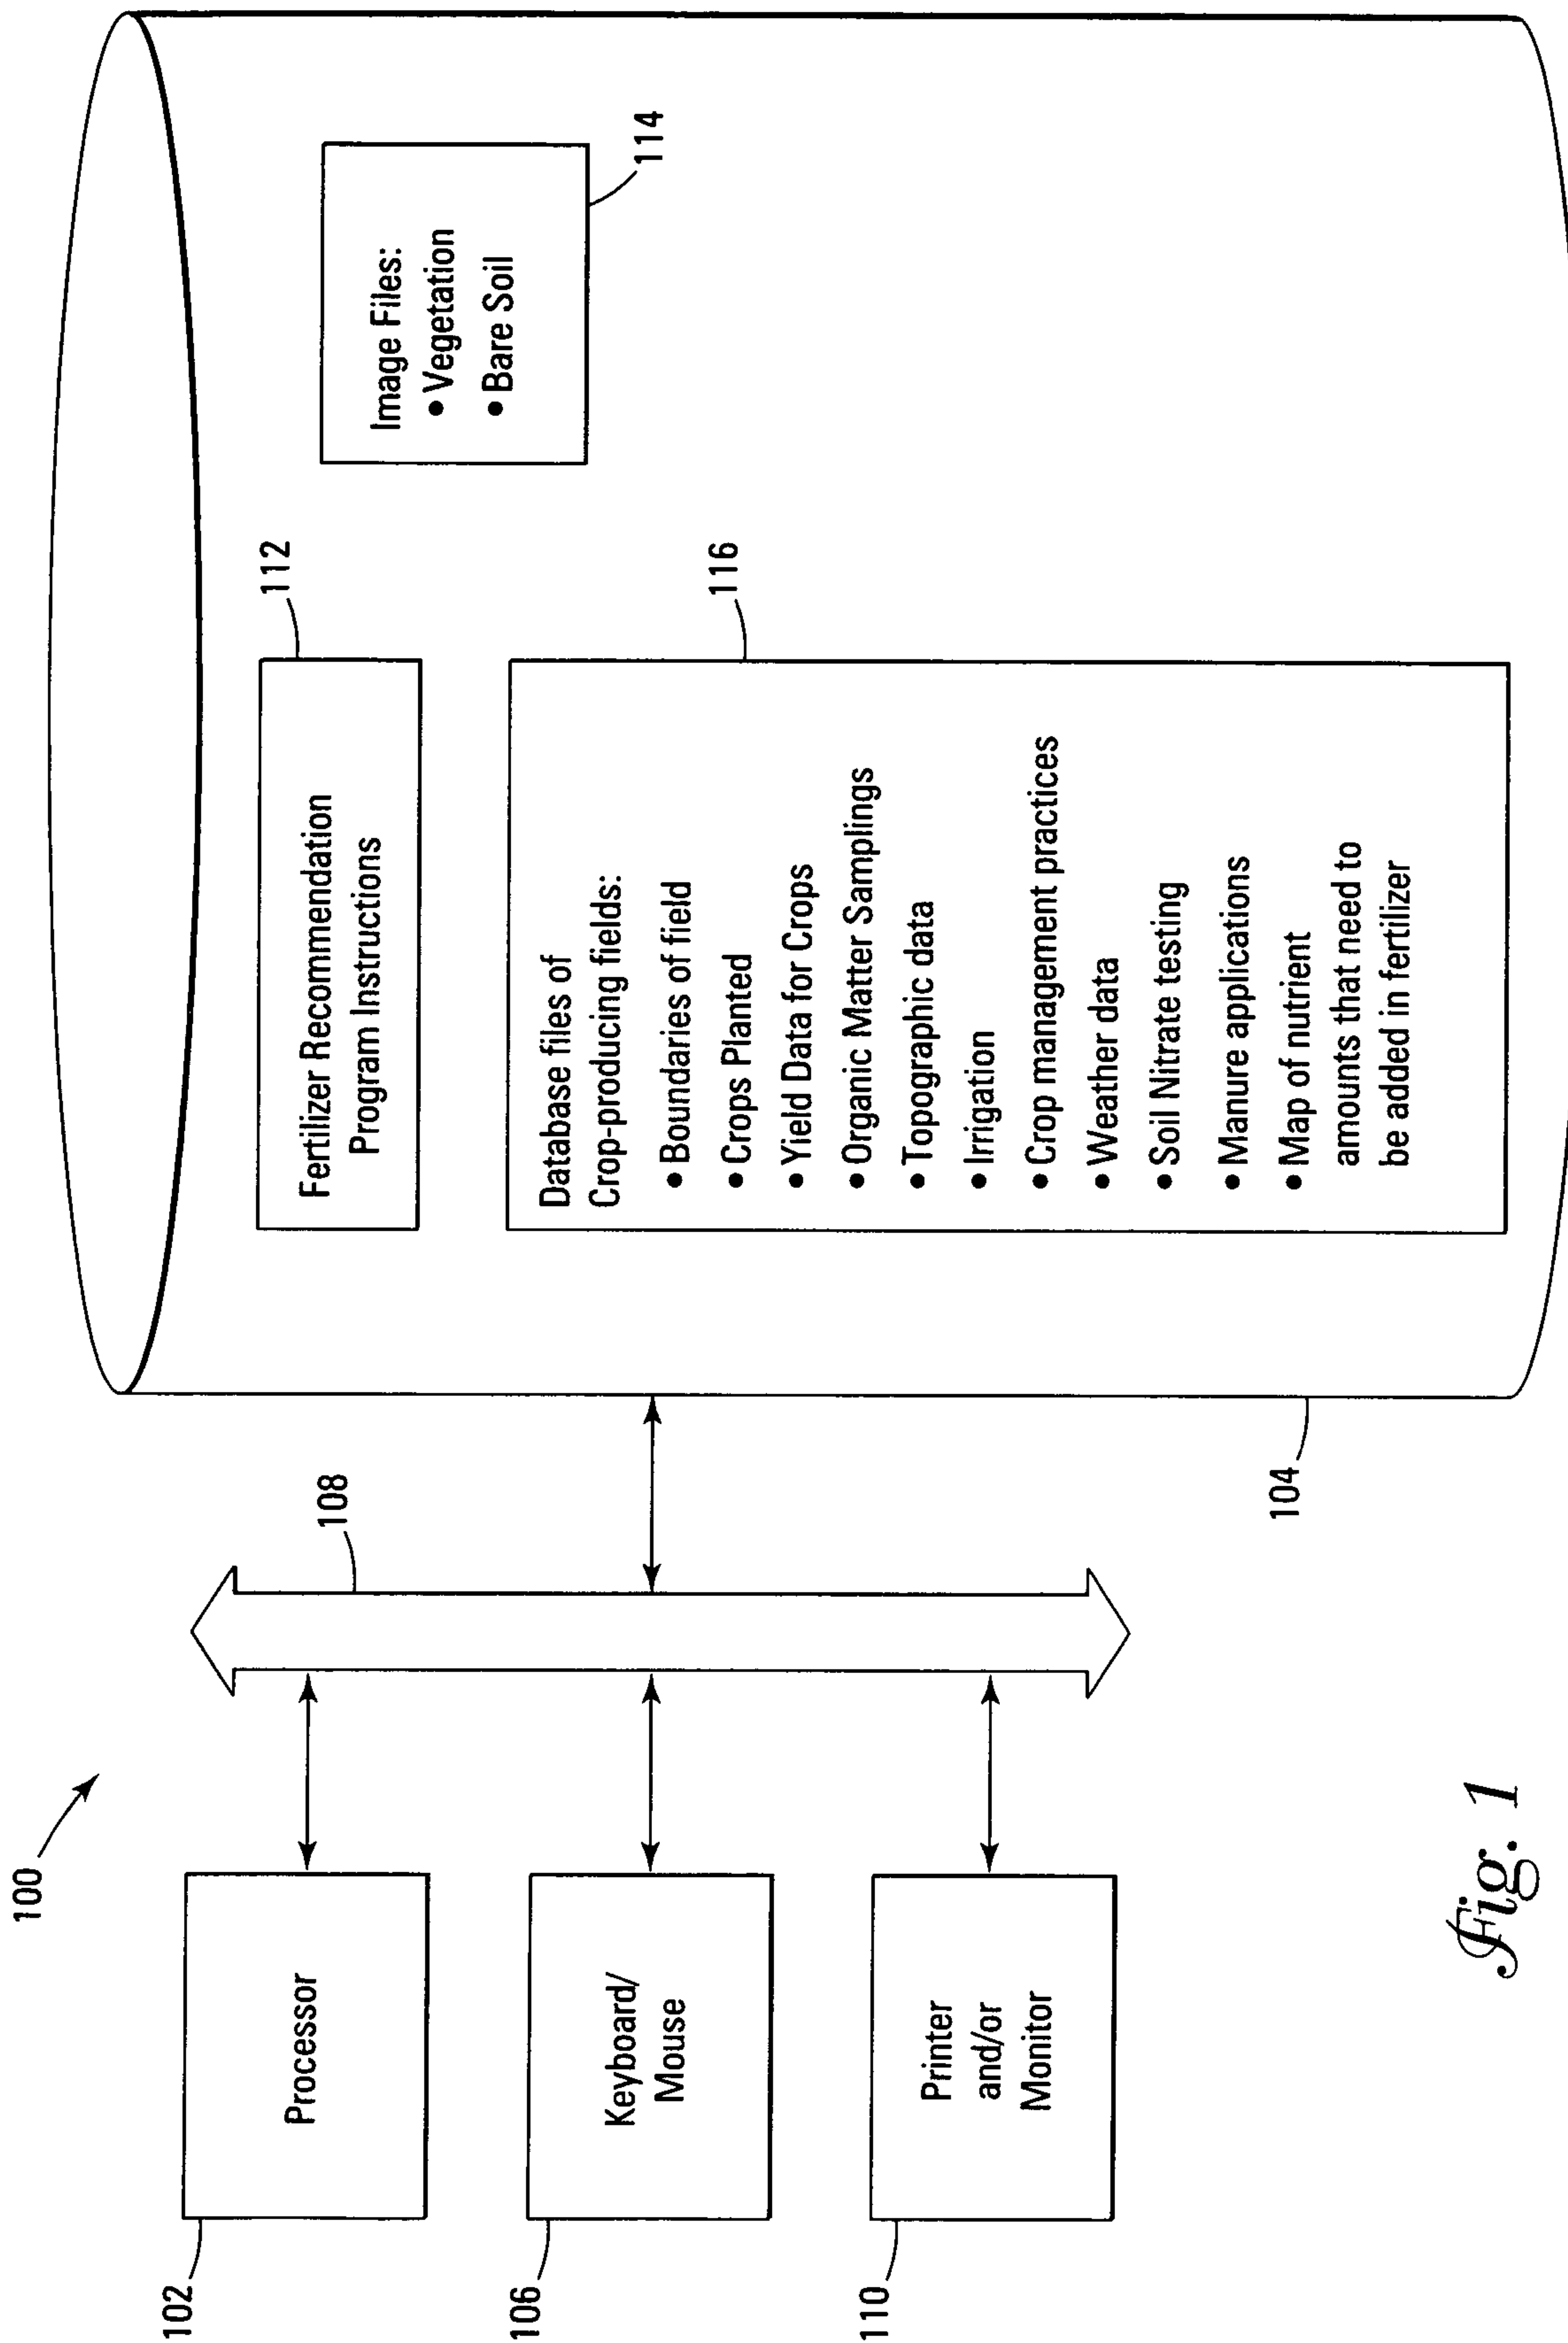 100
102
Processor
106
Keyboard/
Mouse
110
Printer
and/or
Monitor
108
104
112
Fertilizer Recommendation
Program Instructions
114
Image Files:
• Vegetation
• Bare Soil
116
Database files of
Crop-producing fields:
• Boundaries of field
• Crops Planted
• Yield Data for Crops
• Organic Matter Samplings
• Topographic data
• Irrigation
• Crop management practices
• Weather data
• Soil Nitrate testing
• Manure applications
• Map of nutrient
amounts that need to
be added in fertilizer
Fig. 1